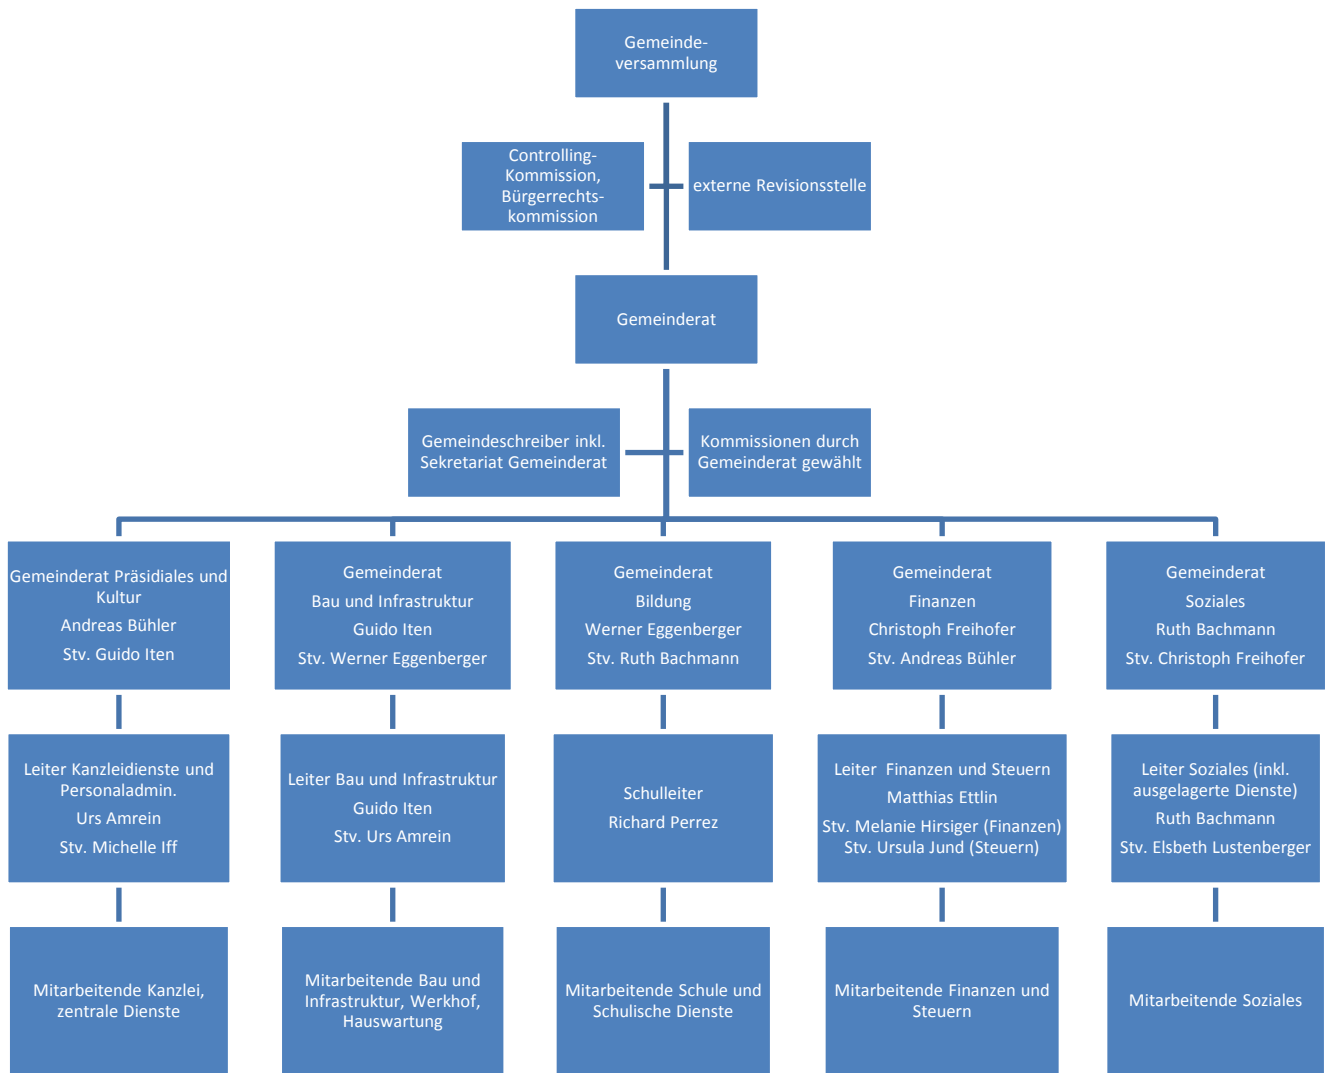 Gemeinde-
versammlung
Controlling-
Kommission,
Bürgerrechts-
kommission
externe Revisionsstelle
Gemeinderat
Gemeindeschreiber inkl.
Sekretariat Gemeinderat
Kommissionen durch
Gemeinderat gewählt
Gemeinderat Präsidiales und
Kultur
Andreas Bühler
Stv. Guido Iten
Gemeinderat
Bau und Infrastruktur
Guido Iten
Stv. Werner Eggenberger
Gemeinderat
Bildung
Werner Eggenberger
Stv. Ruth Bachmann
Gemeinderat
Finanzen
Christoph Freihofer
Stv. Andreas Bühler
Gemeinderat
Soziales
Ruth Bachmann
Stv. Christoph Freihofer
Leiter Kanzleidienste und
Personaladmin.
Urs Amrein
Stv. Michelle Iff
Leiter Bau und Infrastruktur
Guido Iten
Stv. Urs Amrein
Schulleiter
Richard Perrez
Leiter Finanzen und Steuern
Matthias Ettlin
Stv. Melanie Hirsiger (Finanzen)
Stv. Ursula Jund (Steuern)
Leiter Soziales (inkl.
ausgelagerte Dienste)
Ruth Bachmann
Stv. Elsbeth Lustenberger
Mitarbeitende Kanzlei,
zentrale Dienste
Mitarbeitende Bau und
Infrastruktur, Werkhof,
Hauswartung
Mitarbeitende Schule und
Schulische Dienste
Mitarbeitende Finanzen und
Steuern
Mitarbeitende Soziales